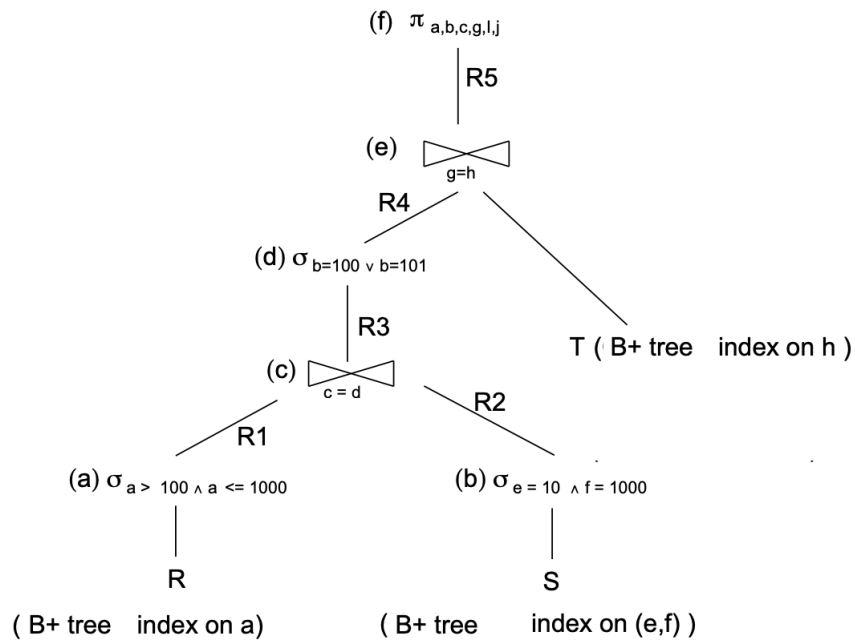 (f) π a,b,c,g,I,j
R5
(e)
g=h
R4
(d) σ b=100 ∨ b=101
R3
T ( B+ tree index on h )
(c)
c = d
R2
R1
(a) σ a > 100 ∧ a <= 1000
(b) σ e = 10 ∧ f = 1000
R
S
( B+ tree index on a)
( B+ tree index on (e,f) )